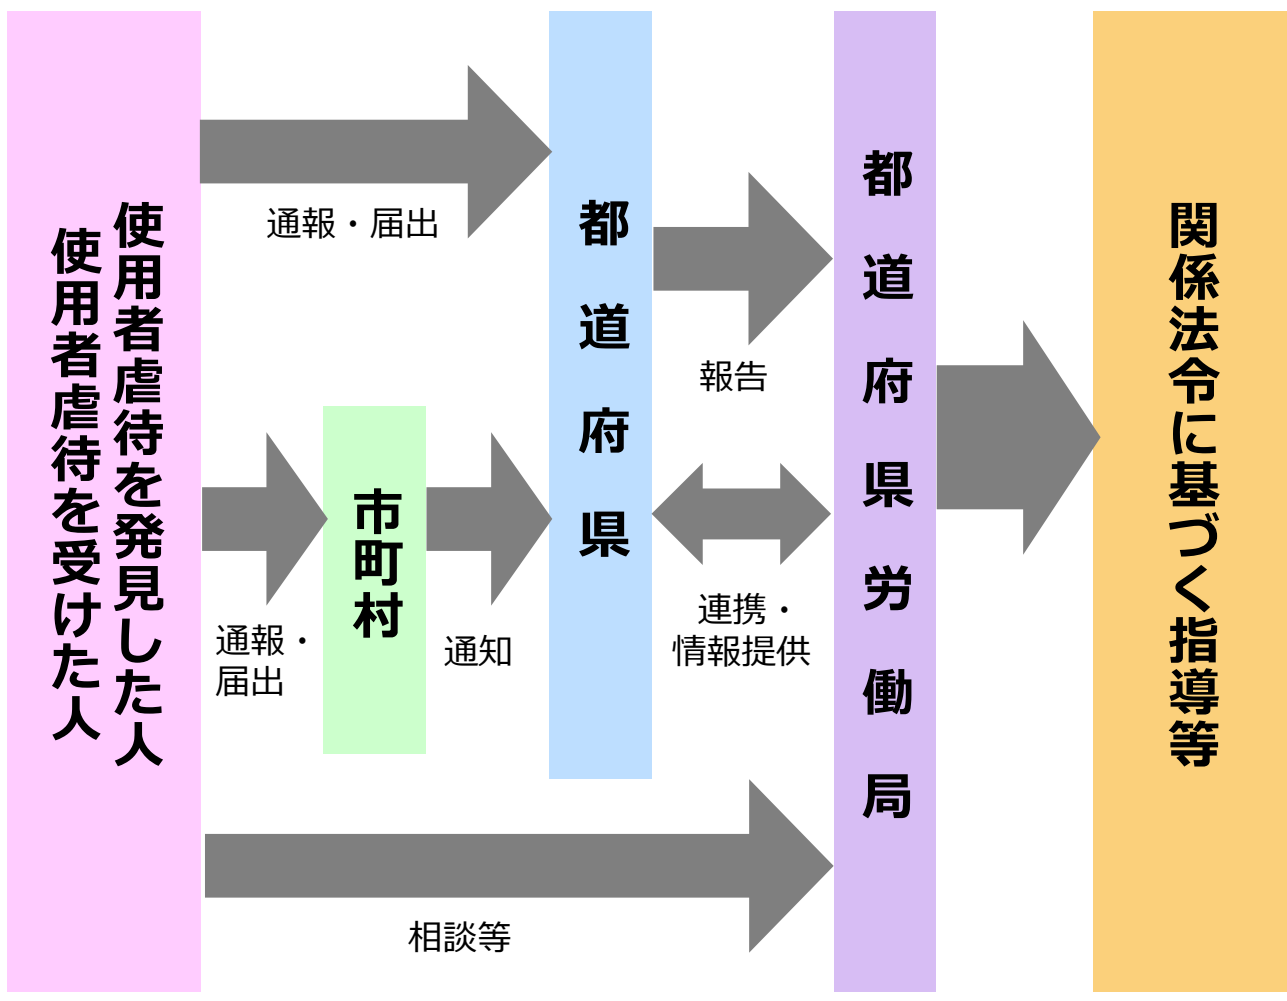 使用者虐待を発見した人
使用者虐待を受けた人
通報・届出
通報・
届出
市町村
通知
都道府県
報告
連携・
情報提供
相談等
都道府県労働局
関係法令に基づく指導等